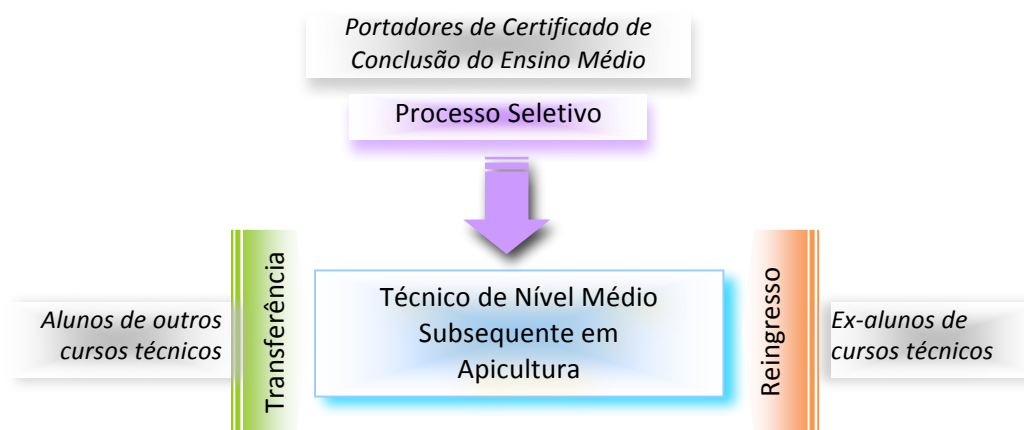 Portadores de Certificado de
Conclusão do Ensino Médio
Processo Seletivo
Alunos de outros
cursos técnicos
Transferência
Técnico de Nível Médio
Subsequente em
Apicultura
Reingresso
Ex-alunos de
cursos técnicos